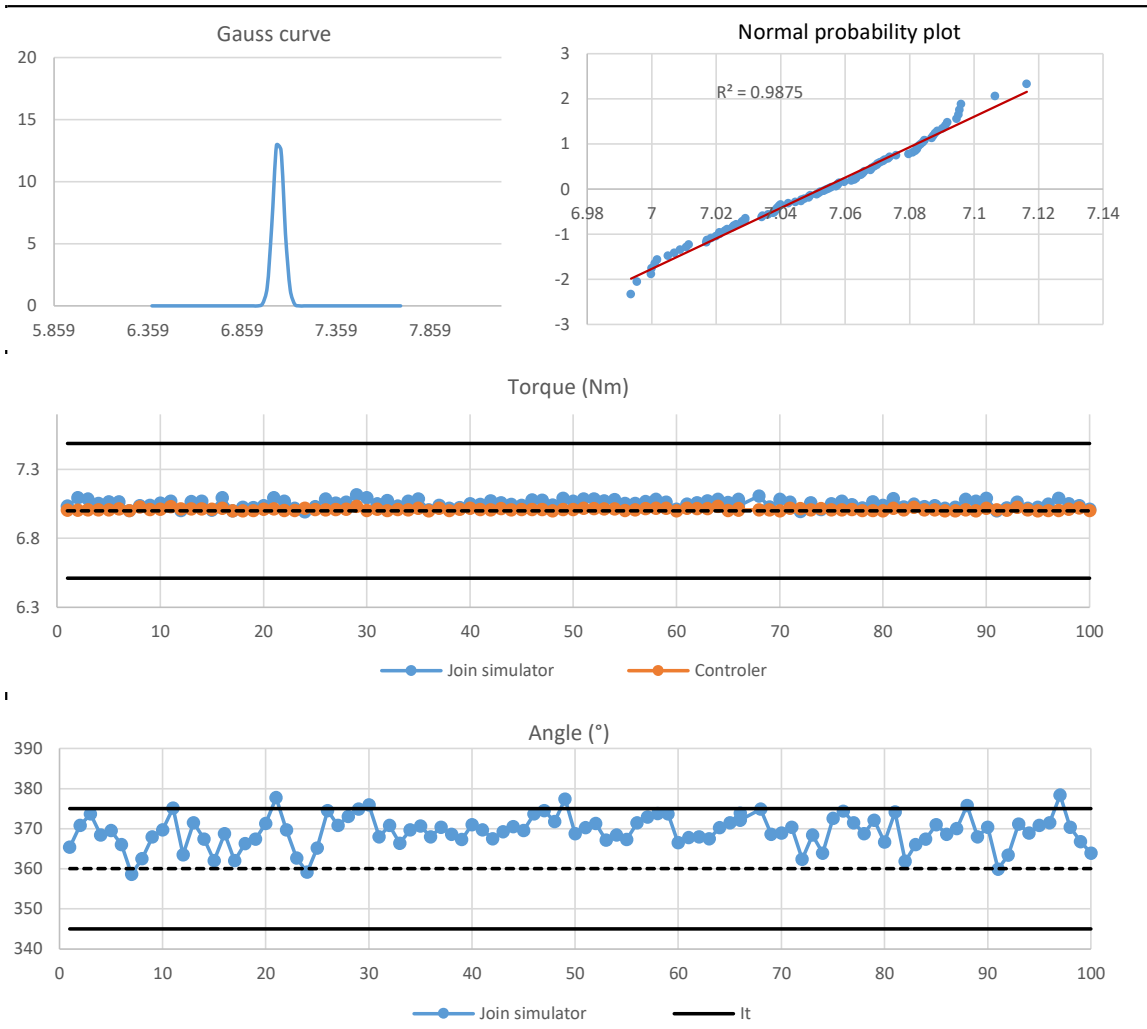 Gauss curve
20
15
10
5
0
5.859 6.359 6.859 7.359 7.859
Normal probability plot
R² = 0.9875
3
2
1
0
-1
-2
-3
6.98 7 7.02 7.04 7.06 7.08 7.1 7.12 7.14
Torque (Nm)
7.3
6.8
6.3
0 10 20 30 40 50 60 70 80 90 100
Join simulator Controler
Angle (°)
390
380
370
360
350
340
0 10 20 30 40 50 60 70 80 90 100
Join simulator It